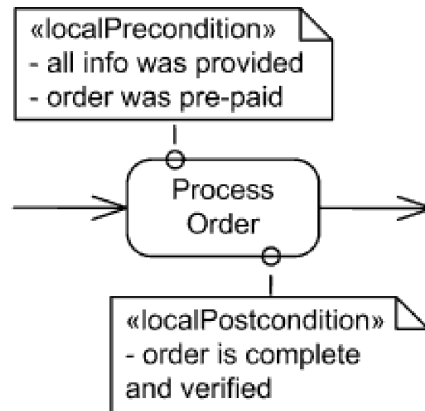 «localPrecondition»
- all info was provided
- order was pre-paid
Process
Order
«localPostcondition»
- order is complete
and verified